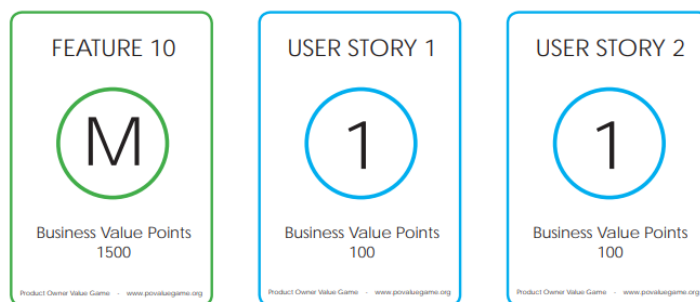 FEATURE 10
M
Business Value Points
1500
Product Owner Value Game - www.povaluegame.org
USER STORY 1
1
Business Value Points
100
Product Owner Value Game - www.povaluegame.org
USER STORY 2
1
Business Value Points
100
Product Owner Value Game - www.povaluegame.org